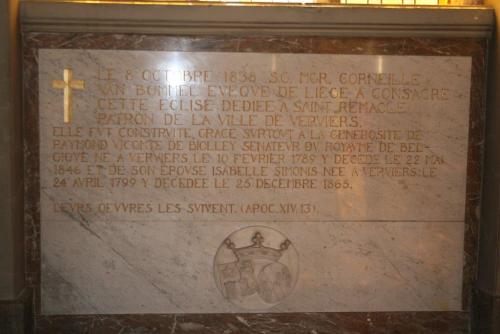 LE 8 OCTOBRE 1838 S.G. MGR. CORNEILLE
VAN BOMMEL EVEQVE DE LIEGE A CONSACRE
CETTE EGLISE DEDIEE A SAINT REMACLE
PATRON DE LA VILLE DE VERVIERS.
ELLE FVT CONSTRVITE, GRACE SVRTOVT A LA GENEROSITE DE
RAYMOND VICOMTE DE BIOLLEY SENATEVR DV ROYAVME DE BEL-
GIQVE NE A VERVIERS LE 10 FEVRIER 1789 Y DECEDE LE 22 MAI
1846 ET DE SON EPOVSE ISABELLE SIMONIS NEE A VERVIERS LE
24 AVRIL 1799 Y DECEDEE LE 25 DECEMBRE 1865.
LEVRS OEVVRES LES SVIVENT. (APOC. XIV, 13)